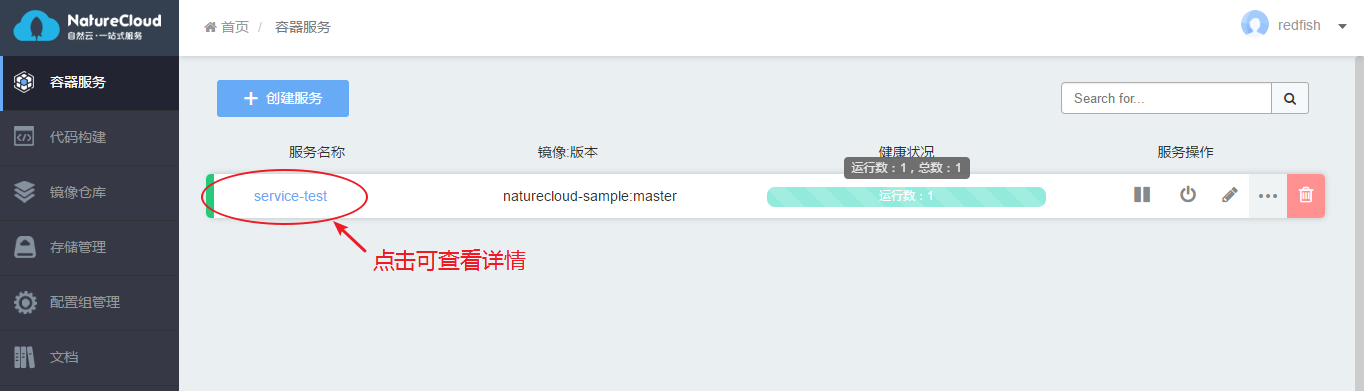 NatureCloud
自然云·一站式服务
首页 / 容器服务
redfish
容器服务
代码构建
镜像仓库
存储管理
配置组管理
文档
创建服务
Search for...
服务名称 镜像:版本 健康状况 服务操作
运行数：1，总数：1
service-test naturecloud-sample:master 运行数：1
点击可查看详情